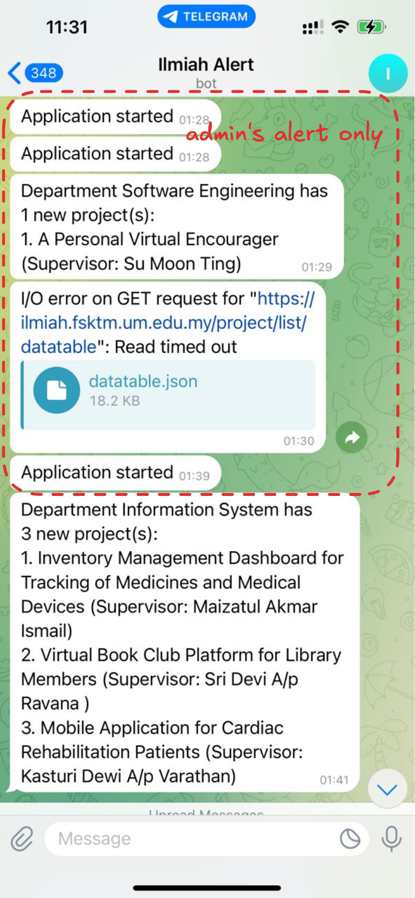 11:31
TELEGRAM
348
Ilmiah Alert
bot
I
Application started 01:28
admin's alert only
Application started 01:28
Department Software Engineering has
1 new project(s):
1. A Personal Virtual Encourager
(Supervisor: Su Moon Ting)
01:29
I/O error on GET request for "https://
ilmiah.fsktm.um.edu.my/project/list/
datatable": Read timed out
datatable.json
18.2 KB
01:30
Application started 01:39
Department Information System has
3 new project(s):
1. Inventory Management Dashboard for
Tracking of Medicines and Medical
Devices (Supervisor: Maizatul Akmar
Ismail)
2. Virtual Book Club Platform for Library
Members (Supervisor: Sri Devi A/p
Ravana )
3. Mobile Application for Cardiac
Rehabilitation Patients (Supervisor:
Kasturi Dewi A/p Varathan)
01:41
Unread Messages
Message